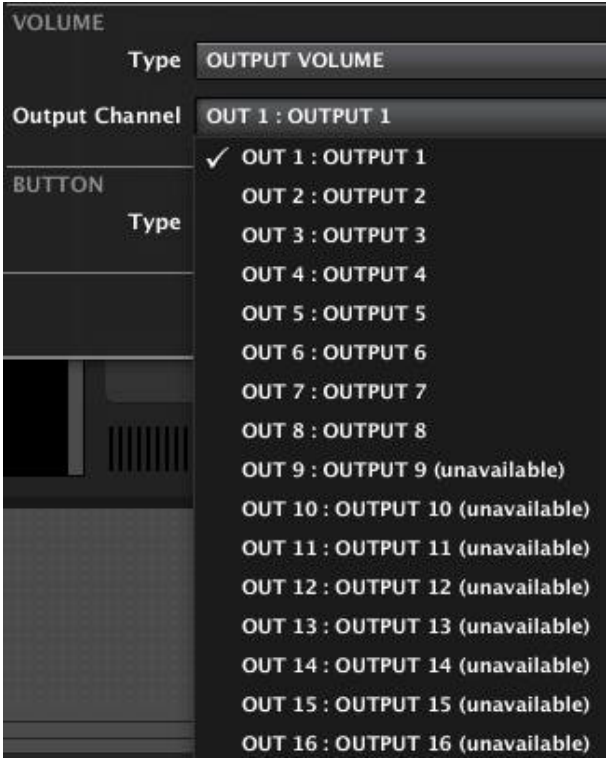 VOLUME
Type OUTPUT VOLUME
Output Channel OUT 1 : OUTPUT 1
✓ OUT 1 : OUTPUT 1
BUTTON
Type
OUT 2 : OUTPUT 2
OUT 3 : OUTPUT 3
OUT 4 : OUTPUT 4
OUT 5 : OUTPUT 5
OUT 6 : OUTPUT 6
OUT 7 : OUTPUT 7
OUT 8 : OUTPUT 8
OUT 9 : OUTPUT 9 (unavailable)
OUT 10 : OUTPUT 10 (unavailable)
OUT 11 : OUTPUT 11 (unavailable)
OUT 12 : OUTPUT 12 (unavailable)
OUT 13 : OUTPUT 13 (unavailable)
OUT 14 : OUTPUT 14 (unavailable)
OUT 15 : OUTPUT 15 (unavailable)
OUT 16 : OUTPUT 16 (unavailable)